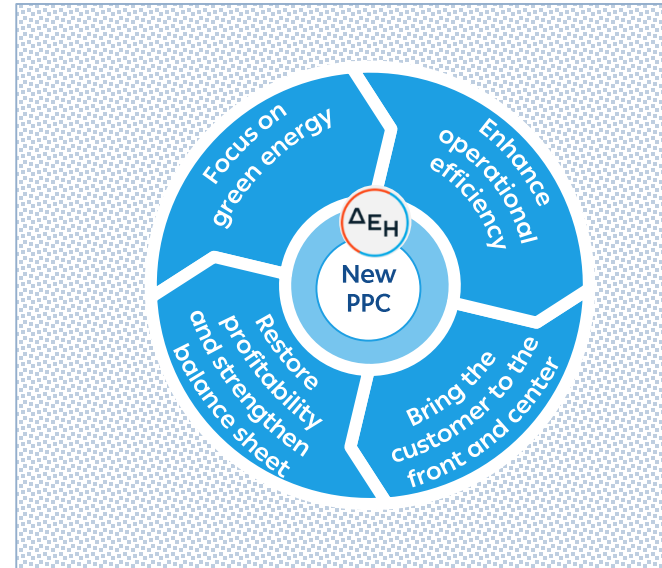 Focus on
green energy
Enhance
operational
efficiency
ΔΕΗ
New
PPC
Restore
profitability
and strengthen
balance sheet
Bring the
customer to the
front and center